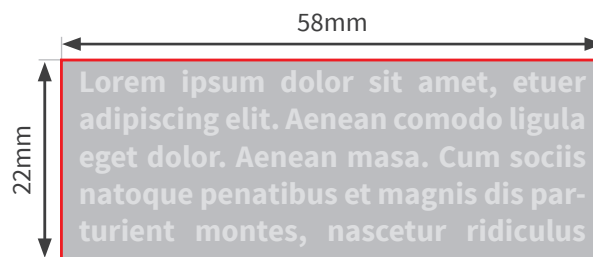 58mm
22mm
Lorem ipsum dolor sit amet, etuer
adipiscing elit. Aenean comodo ligula
eget dolor. Aenean masa. Cum sociis
natoque penatibus et magnis dis par-
turient montes, nascetur ridiculus